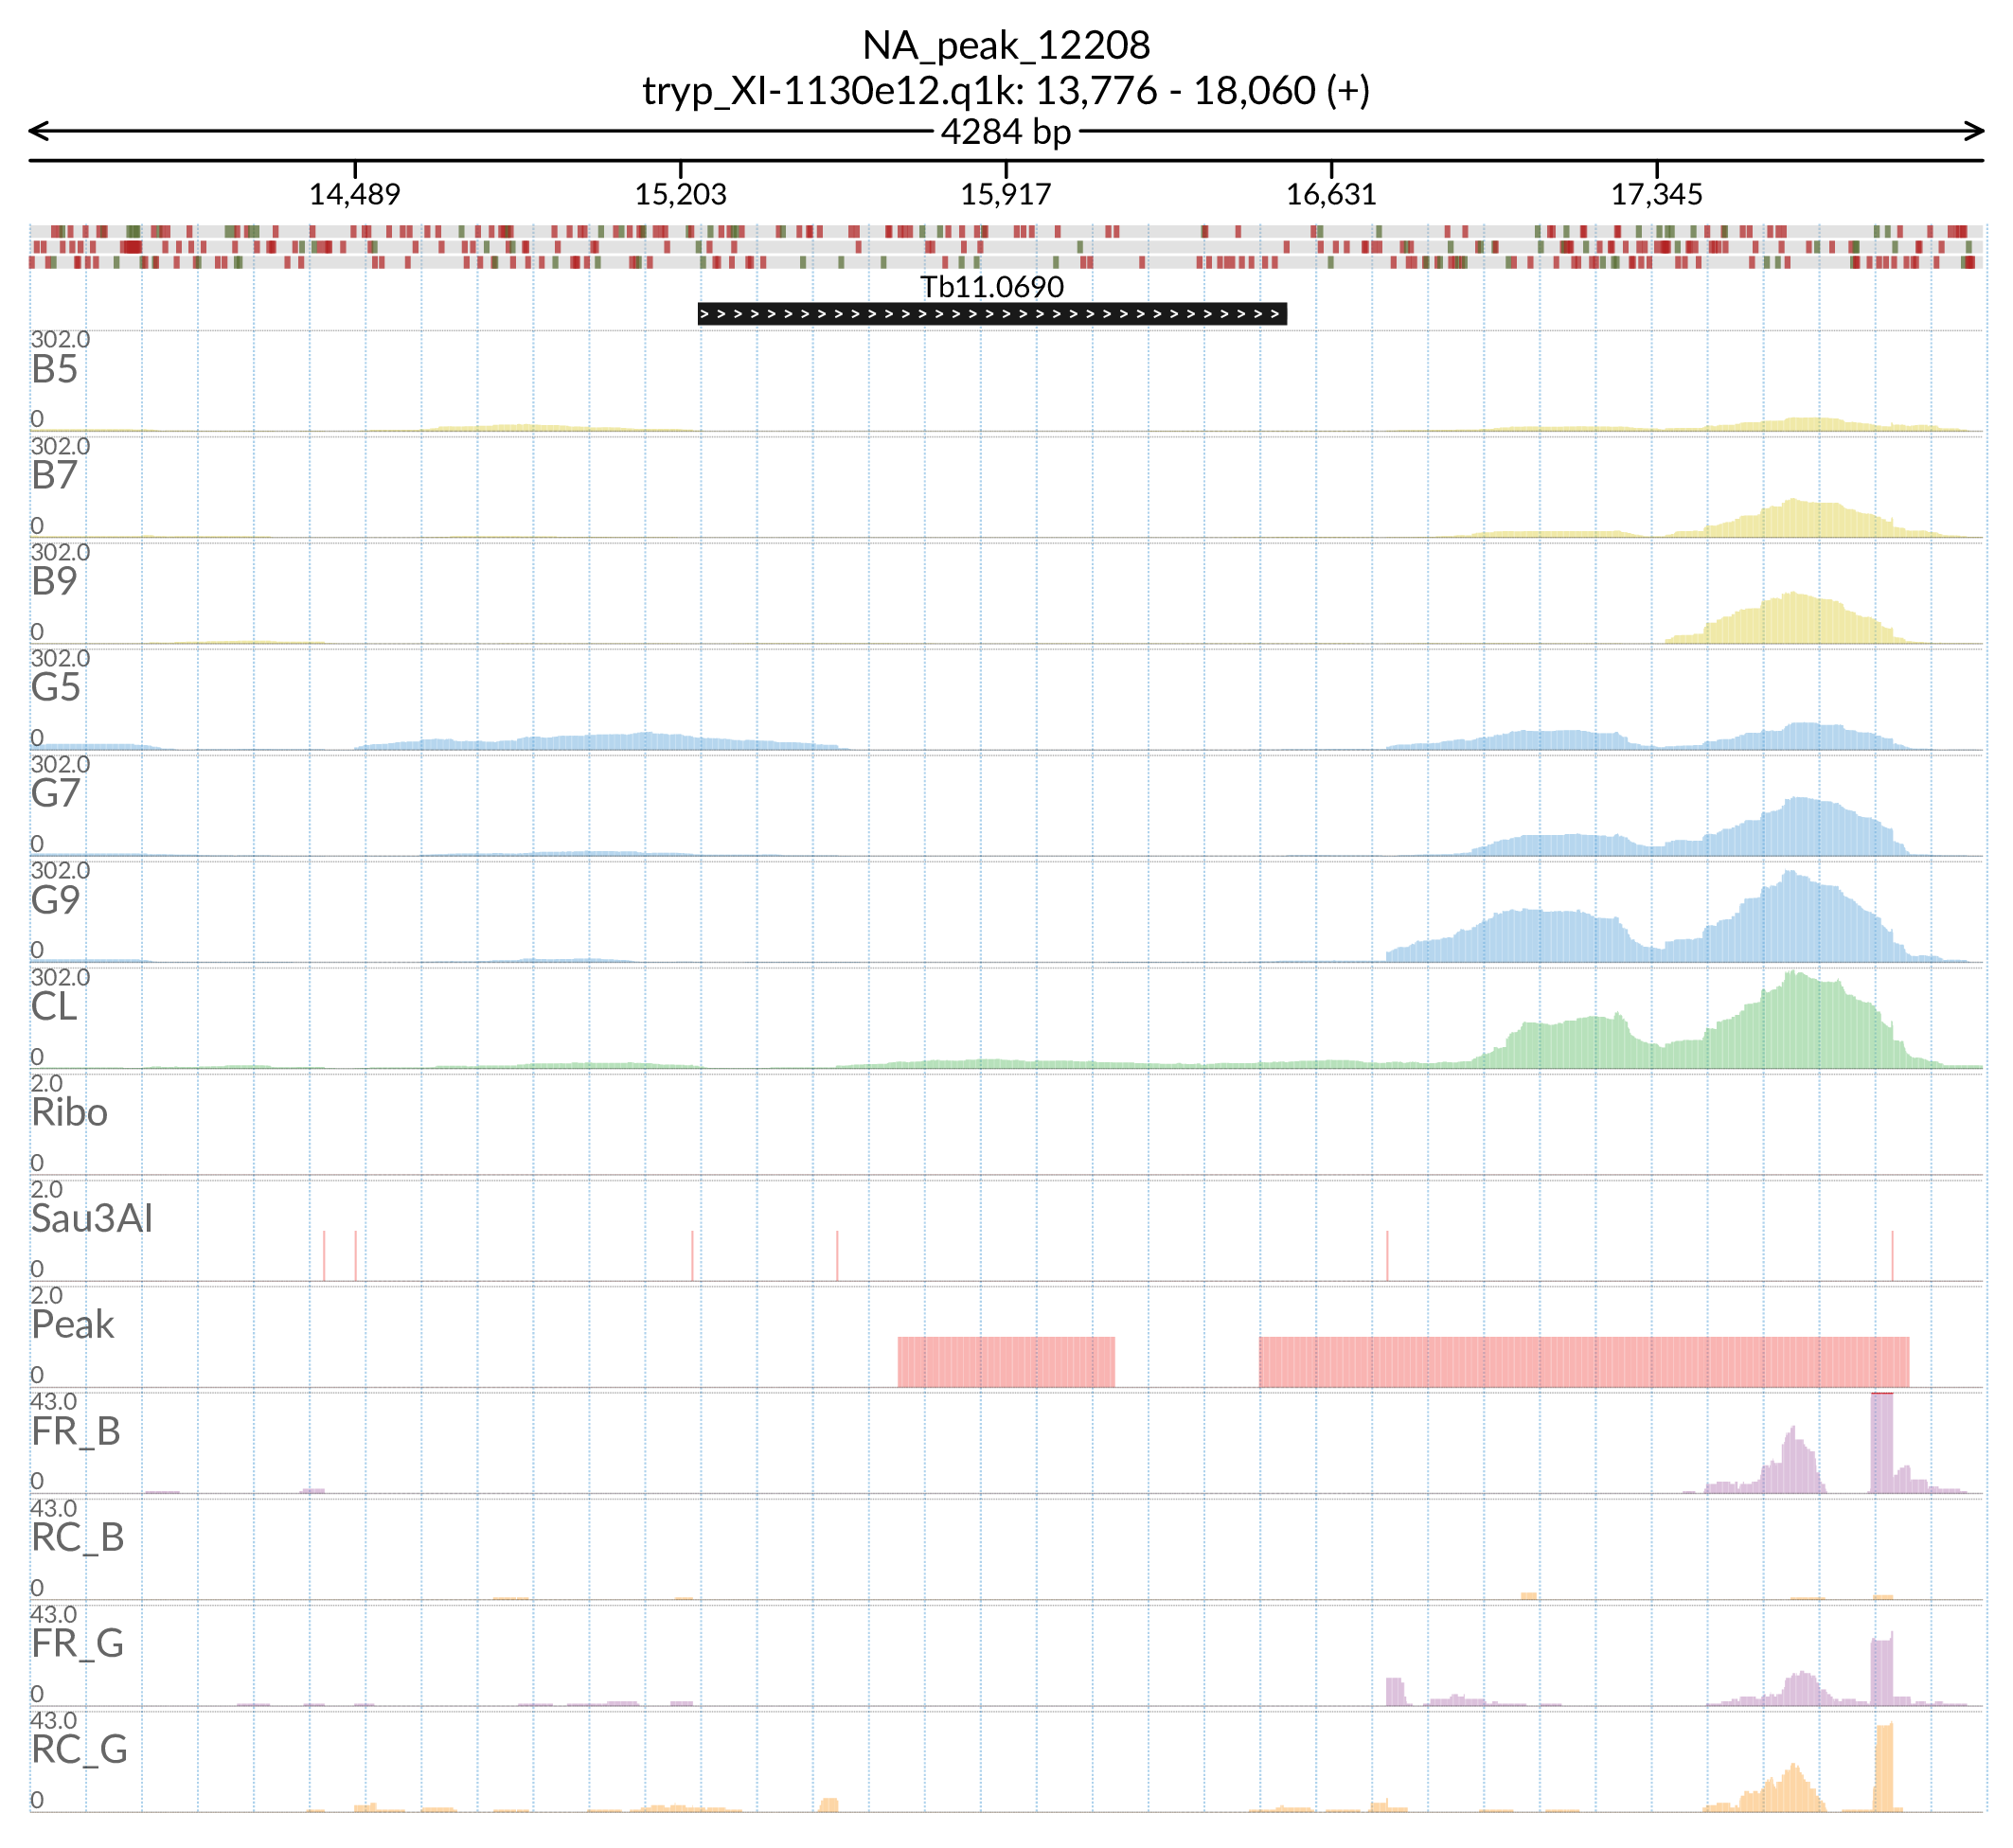 NA_peak_12208
tryp_XI-1130e12.q1k: 13,776 - 18,060 (+)
4284 bp
14,489 15,203 15,917 16,631 17,345
Tb11.0690
> > > > > > > > > > > > > > > > > > > > > > > > > > > > > > > > > > >
302.0
B5
0
302.0
B7
0
302.0
B9
0
302.0
G5
0
302.0
G7
0
302.0
G9
0
302.0
CL
0
2.0
Ribo
0
2.0
Sau3AI
0
2.0
Peak
0
43.0
FR_B
0
43.0
RC_B
0
43.0
FR_G
0
43.0
RC_G
0